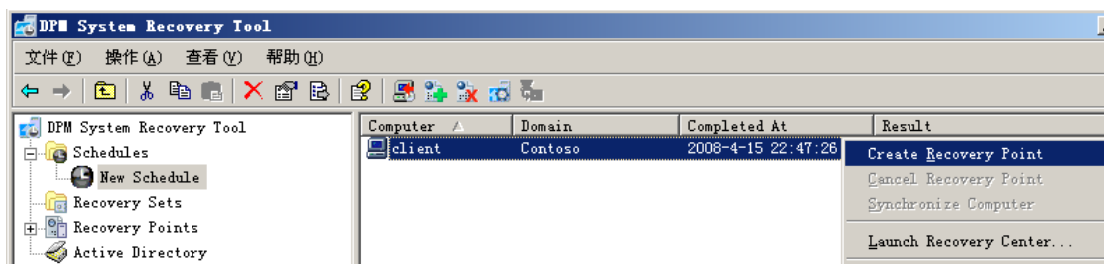 DPM System Recovery Tool
文件(F) 操作(A) 查看(V) 帮助(H)
DPM System Recovery Tool
Schedules
New Schedule
Recovery Sets
Recovery Points
Active Directory
Computer Domain Completed At Result
client Contoso 2008-4-15 22:47:26
Create Recovery Point
Cancel Recovery Point
Synchronize Computer
Launch Recovery Center...